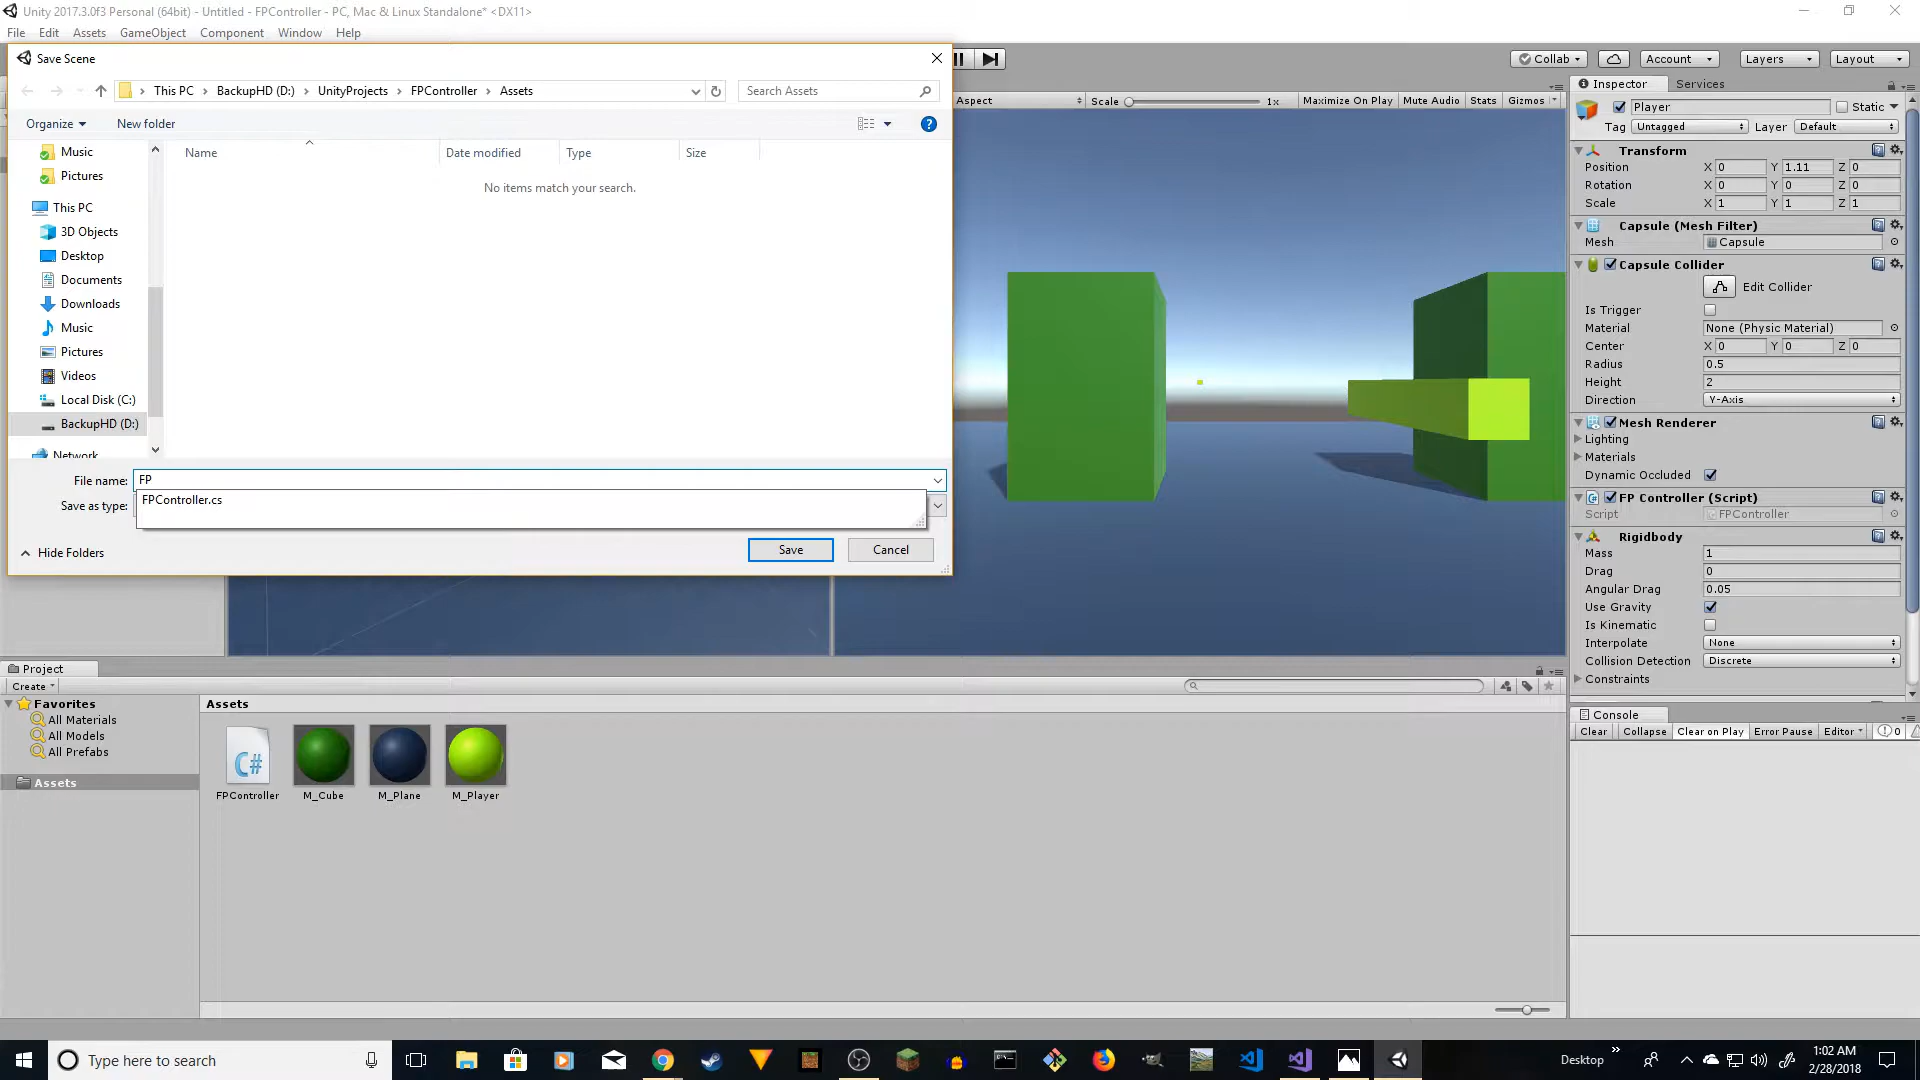 Unity 2017.3.0f3 Personal (64bit) - Untitled - FPController - PC, Mac & Linux Standalone* <DX11>
File Edit Assets GameObject Component Window Help
Save Scene
This PC BackupHD (D:) UnityProjects FPController Assets
Search Assets
Organize New folder
Name Date modified Type Size
No items match your search.
Music
Pictures
This PC
3D Objects
Desktop
Documents
Downloads
Music
Pictures
Videos
Local Disk (C:)
BackupHD (D:)
Network
File name: FP
FPController.cs
Save as type:
Hide Folders
Save Cancel
Collab Account Layers Layout
Aspect Scale 1x Maximize On Play Mute Audio Stats Gizmos
Inspector Services
Player Static
Tag Untagged Layer Default
Transform
Position X 0 Y 1.11 Z 0
Rotation X 0 Y 0 Z 0
Scale X 1 Y 1 Z 1
Capsule (Mesh Filter)
Mesh Capsule
Capsule Collider
Edit Collider
Is Trigger
Material None (Physic Material)
Center X 0 Y 0 Z 0
Radius 0.5
Height 2
Direction Y-Axis
Mesh Renderer
Lighting
Materials
Dynamic Occluded
FP Controller (Script)
Script FPController
Rigidbody
Mass 1
Drag 0
Angular Drag 0.05
Use Gravity
Is Kinematic
Interpolate None
Collision Detection Discrete
Constraints
Project
Create
Favorites
All Materials
All Models
All Prefabs
Assets
Assets
C#
FPController M_Cube M_Plane M_Player
Console
Clear Collapse Clear on Play Error Pause Editor 0
Type here to search
Desktop
1:02 AM
2/28/2018